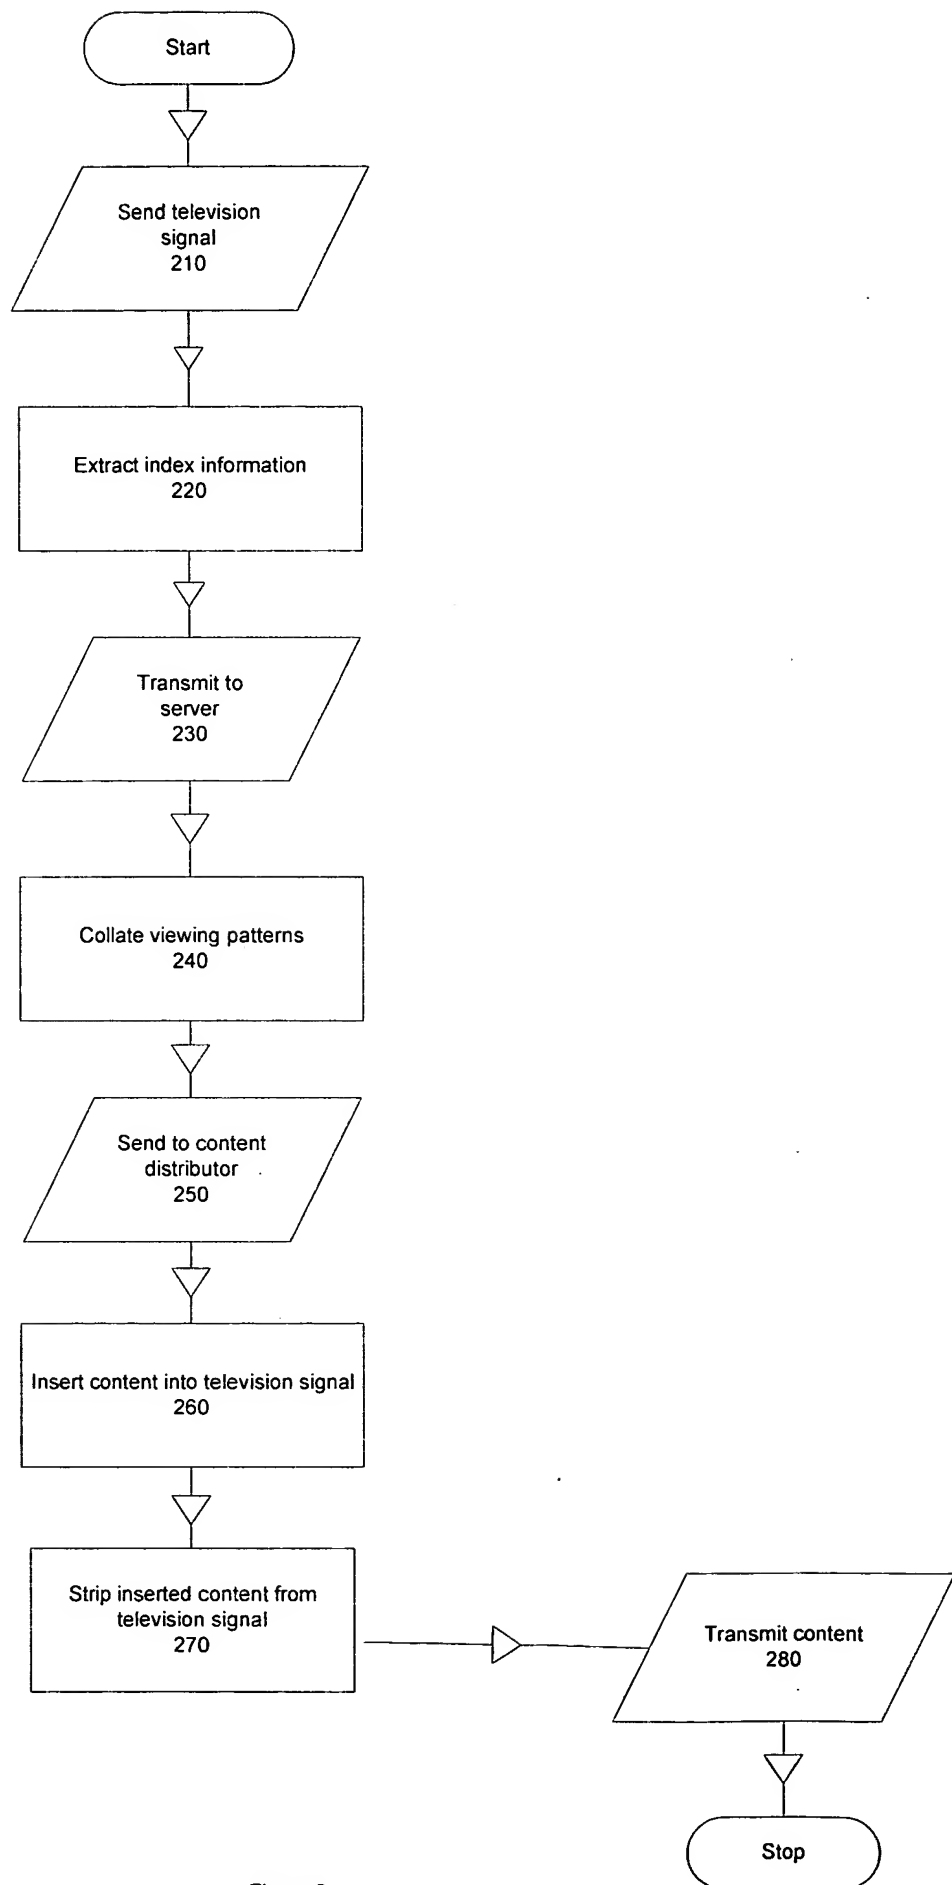 Start
Send television
signal
210
Extract index information
220
Transmit to
server
230
Collate viewing patterns
240
Send to content
distributor
250
Insert content into television signal
260
Strip inserted content from
television signal
270
Transmit content
280
Stop